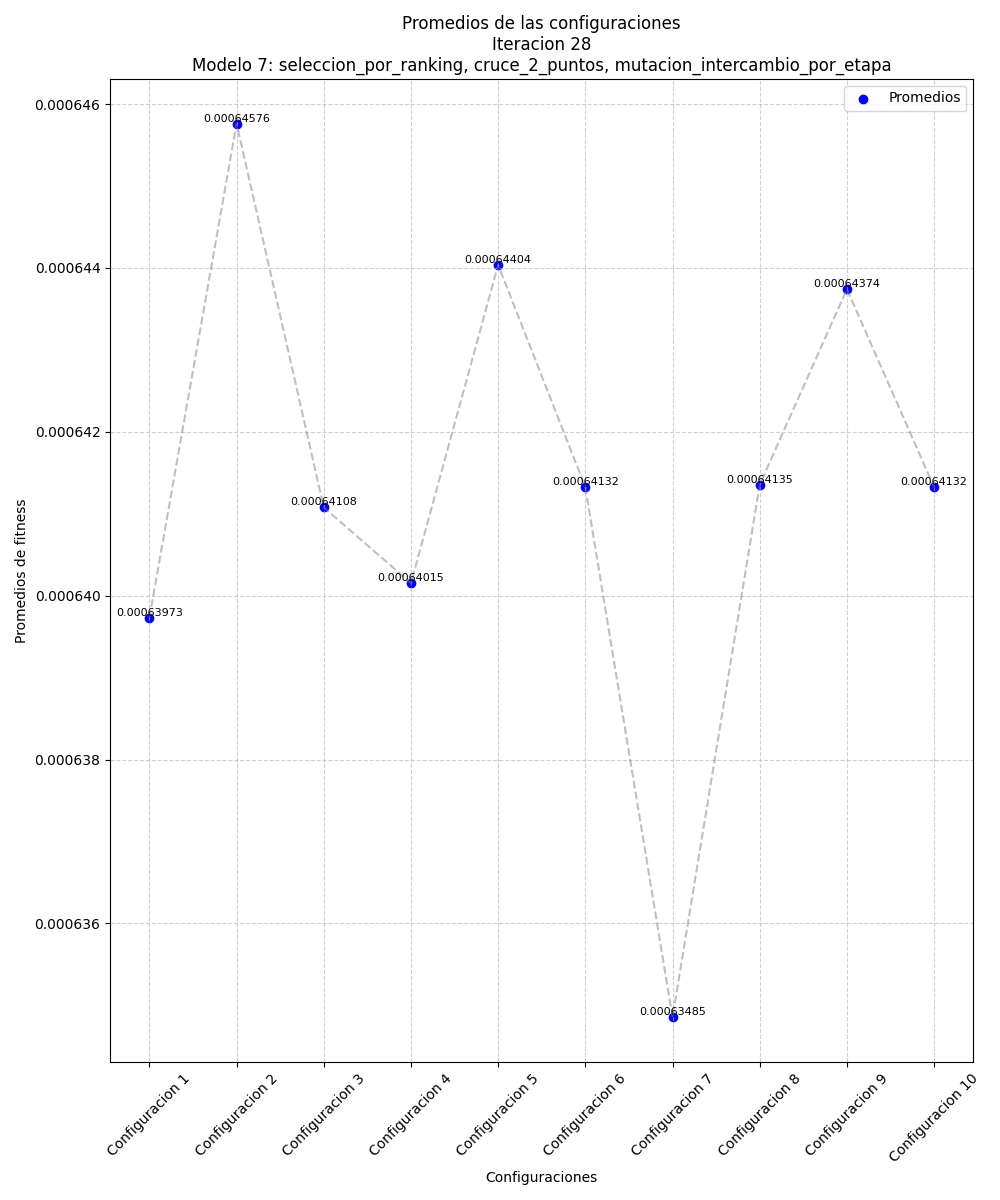 Promedios de las configuraciones
Iteracion 28
Modelo 7: seleccion_por_ranking, cruce_2_puntos, mutacion_intercambio_por_etapa
Promedios
0.000646
0.000644
0.000642
0.000640
0.000638
0.000636
Promedios de fitness
0.00063973
0.00064576
0.00064108
0.00064015
0.00064404
0.00064132
0.00063485
0.00064135
0.00064374
0.00064132
Configuracion 1
Configuracion 2
Configuracion 3
Configuracion 4
Configuracion 5
Configuracion 6
Configuracion 7
Configuracion 8
Configuracion 9
Configuracion 10
Configuraciones